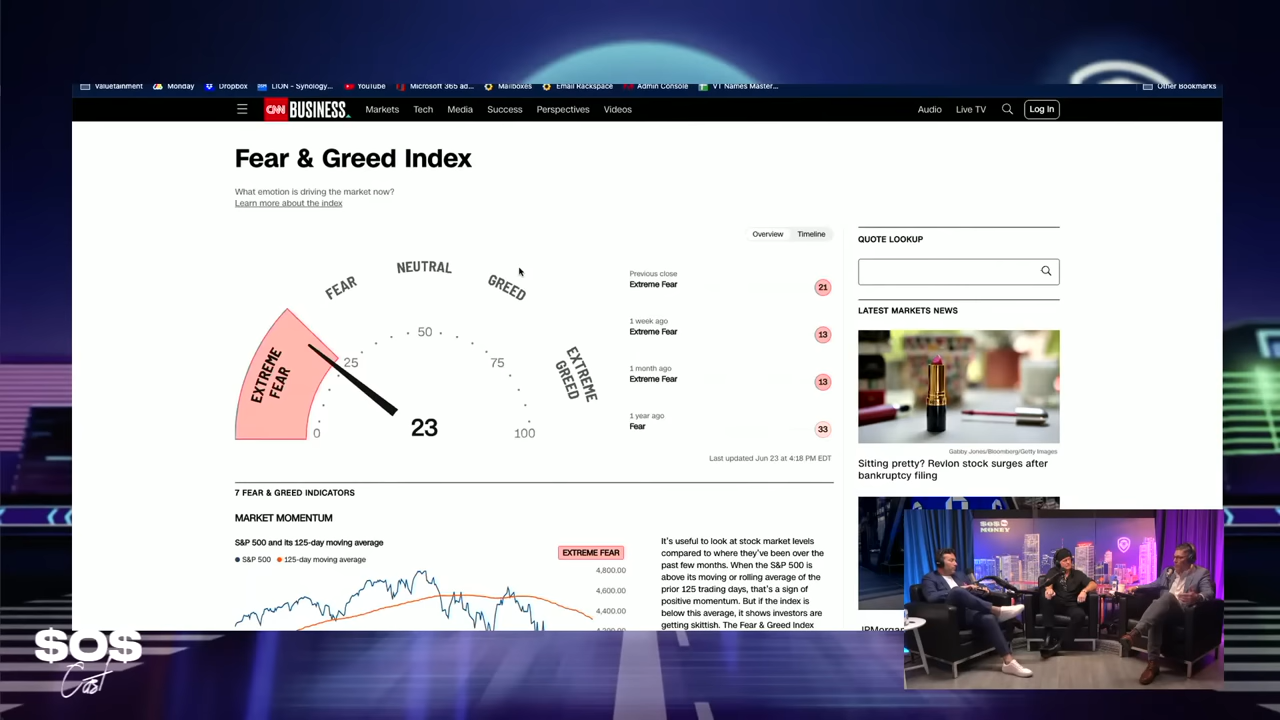 Valuetainment Monday Dropbox LION - Synology... YouTube Microsoft 365 ad... Mailboxes Email Rackspace Admin Console VT Names Master... Other Bookmarks
CNN BUSINESS Markets Tech Media Success Perspectives Videos Audio Live TV Log In
Fear & Greed Index
What emotion is driving the market now?
Learn more about the index
Overview Timeline
EXTREME FEAR
FEAR
NEUTRAL
GREED
EXTREME GREED
0
25
50
75
100
23
Previous close
Extreme Fear 21
1 week ago
Extreme Fear 13
1 month ago
Extreme Fear 13
1 year ago
Fear 33
Last updated Jun 23 at 4:18 PM EDT
7 FEAR & GREED INDICATORS
MARKET MOMENTUM
S&P 500 and its 125-day moving average
S&P 500 125-day moving average
EXTREME FEAR
4,800.00
4,600.00
4,400.00
It's useful to look at stock market levels
compared to where they've been over the
past few months. When the S&P 500 is
above its moving or rolling average of the
prior 125 trading days, that's a sign of
positive momentum. But if the index is
below this average, it shows investors are
getting skittish. The Fear & Greed Index
QUOTE LOOKUP
LATEST MARKETS NEWS
Gabby Jones/Bloomberg/Getty Images
Sitting pretty? Revlon stock surges after
bankruptcy filing
JPMorgan
$O$
MONEY
$O$
Cast